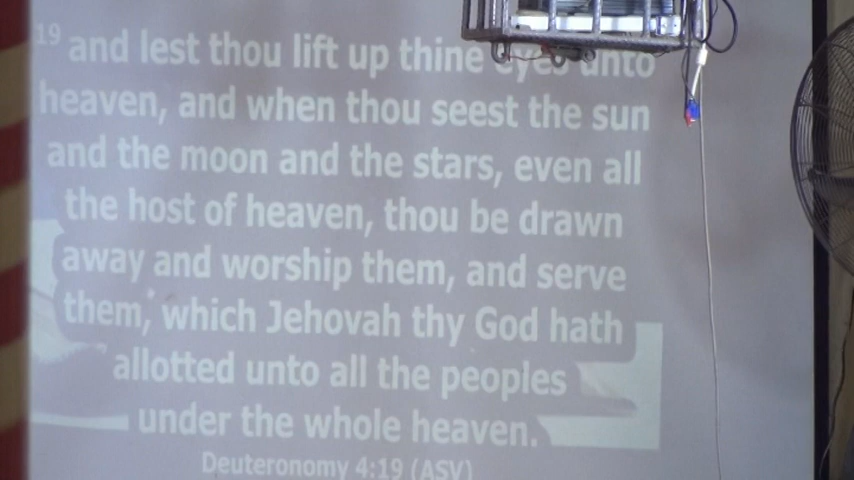 19 and lest thou lift up thine eyes unto
heaven, and when thou seest the sun
and the moon and the stars, even all
the host of heaven, thou be drawn
away and worship them, and serve
them, which Jehovah thy God hath
allotted unto all the peoples
under the whole heaven.
Deuteronomy 4:19 (ASV)